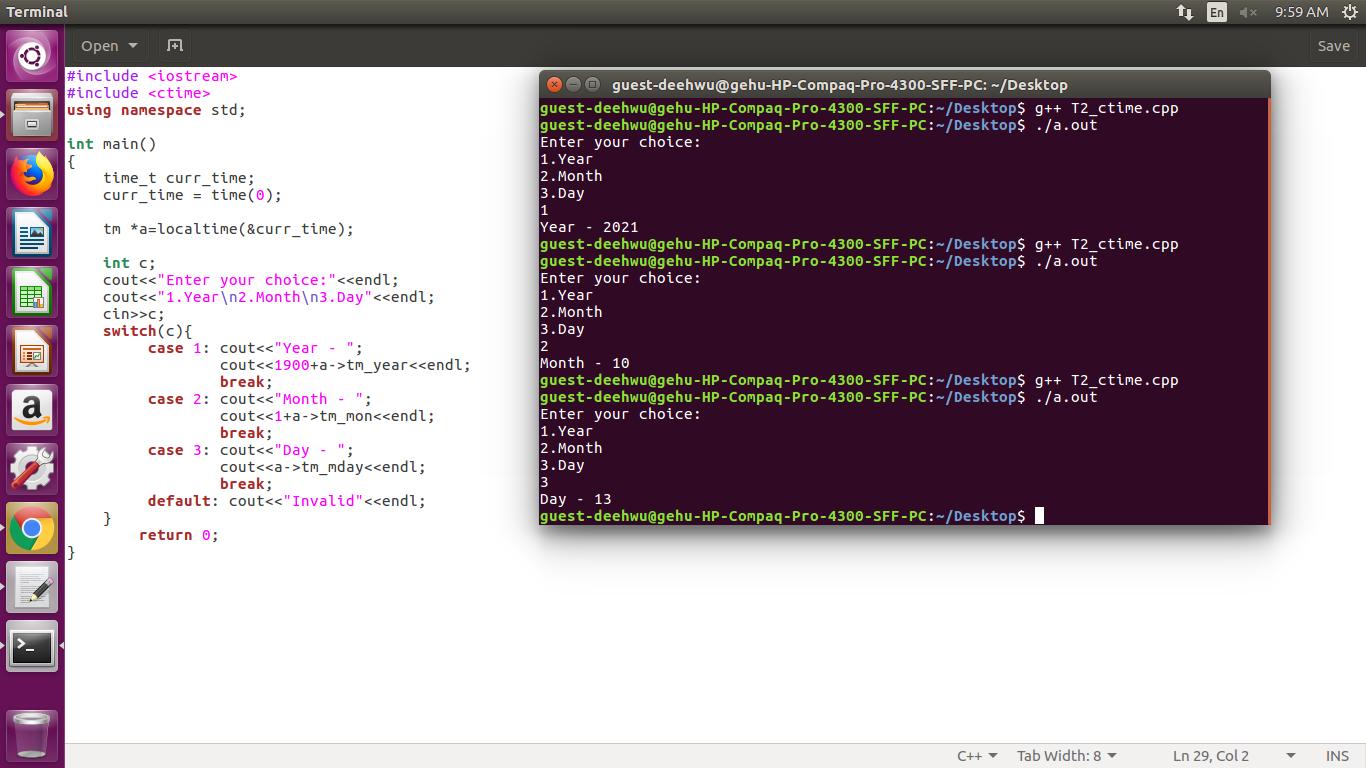 Terminal
En
9:59 AM
Open
Save
#include <iostream>
#include <ctime>
using namespace std;
int main()
{
    time_t curr_time;
    curr_time = time(0);
    tm *a=localtime(&curr_time);
    int c;
    cout<<"Enter your choice:"<<endl;
    cout<<"1.Year\n2.Month\n3.Day"<<endl;
    cin>>c;
    switch(c){
         case 1: cout<<"Year - ";
                 cout<<1900+a->tm_year<<endl;
                 break;
         case 2: cout<<"Month - ";
                 cout<<1+a->tm_mon<<endl;
                 break;
         case 3: cout<<"Day - ";
                 cout<<a->tm_mday<<endl;
                 break;
         default: cout<<"Invalid"<<endl;
    }
        return 0;
}
guest-deehwu@gehu-HP-Compaq-Pro-4300-SFF-PC: ~/Desktop
guest-deehwu@gehu-HP-Compaq-Pro-4300-SFF-PC:~/Desktop$ g++ T2_ctime.cpp
guest-deehwu@gehu-HP-Compaq-Pro-4300-SFF-PC:~/Desktop$ ./a.out
Enter your choice:
1.Year
2.Month
3.Day
1
Year - 2021
guest-deehwu@gehu-HP-Compaq-Pro-4300-SFF-PC:~/Desktop$ g++ T2_ctime.cpp
guest-deehwu@gehu-HP-Compaq-Pro-4300-SFF-PC:~/Desktop$ ./a.out
Enter your choice:
1.Year
2.Month
3.Day
2
Month - 10
guest-deehwu@gehu-HP-Compaq-Pro-4300-SFF-PC:~/Desktop$ g++ T2_ctime.cpp
guest-deehwu@gehu-HP-Compaq-Pro-4300-SFF-PC:~/Desktop$ ./a.out
Enter your choice:
1.Year
2.Month
3.Day
3
Day - 13
guest-deehwu@gehu-HP-Compaq-Pro-4300-SFF-PC:~/Desktop$
a
>_
C++
Tab Width: 8
Ln 29, Col 2
INS